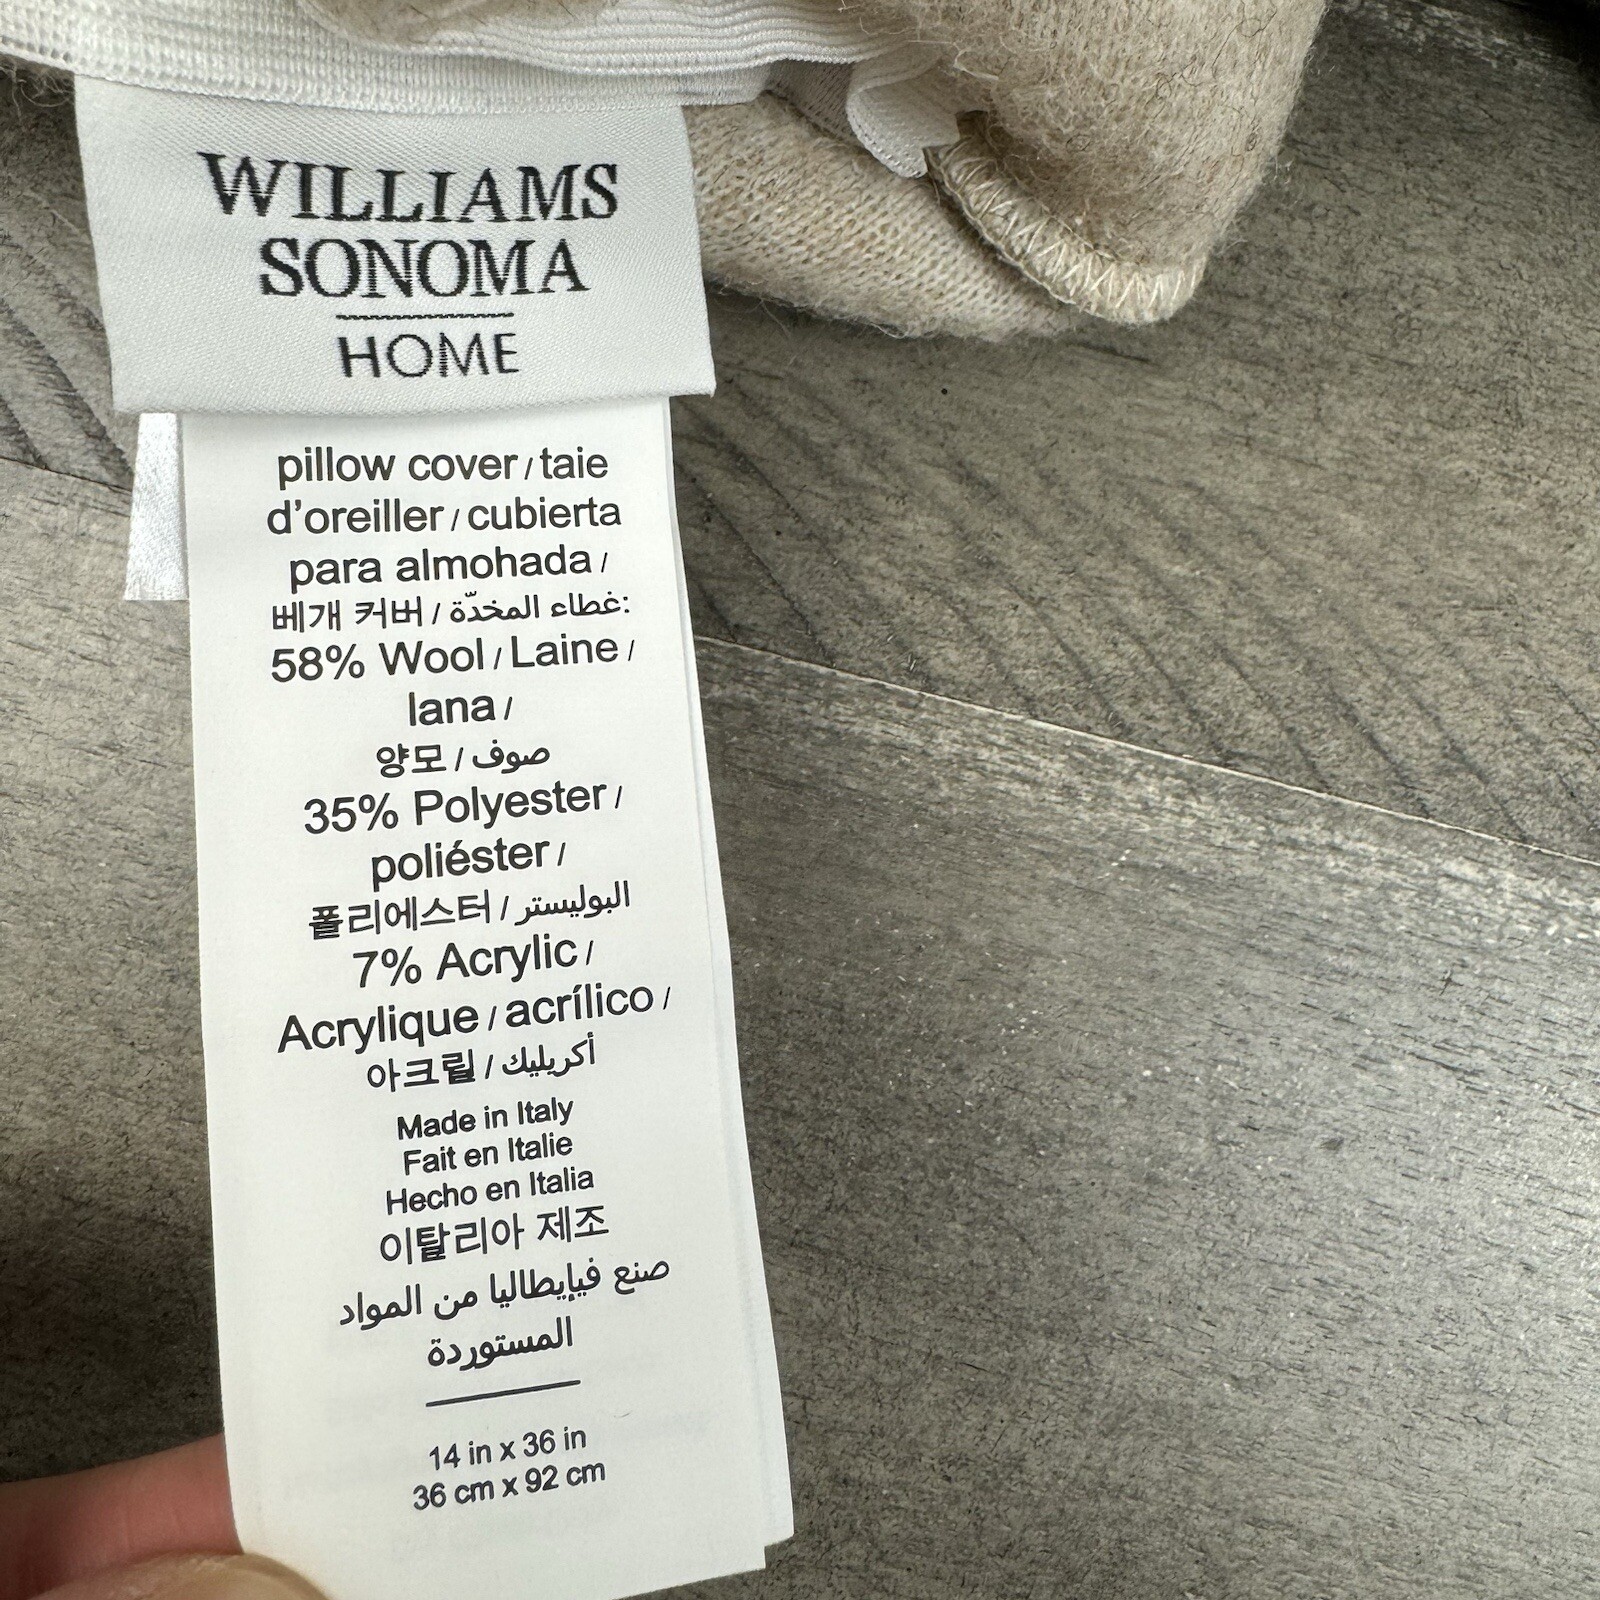 WILLIAMS
SONOMA
HOME
pillow cover / taie
d'oreiller / cubierta
para almohada /
베개 커버 / غطاء المخدّة:
58% Wool / Laine /
lana /
양모 / صوف
35% Polyester /
poliéster /
폴리에스터 / البوليستر
7% Acrylic /
Acrylique / acrílico /
아크릴 / أكريليك
Made in Italy
Fait en Italie
Hecho en Italia
이탈리아 제조
صنع فيإيطاليا من المواد
المستوردة
14 in x 36 in
36 cm x 92 cm